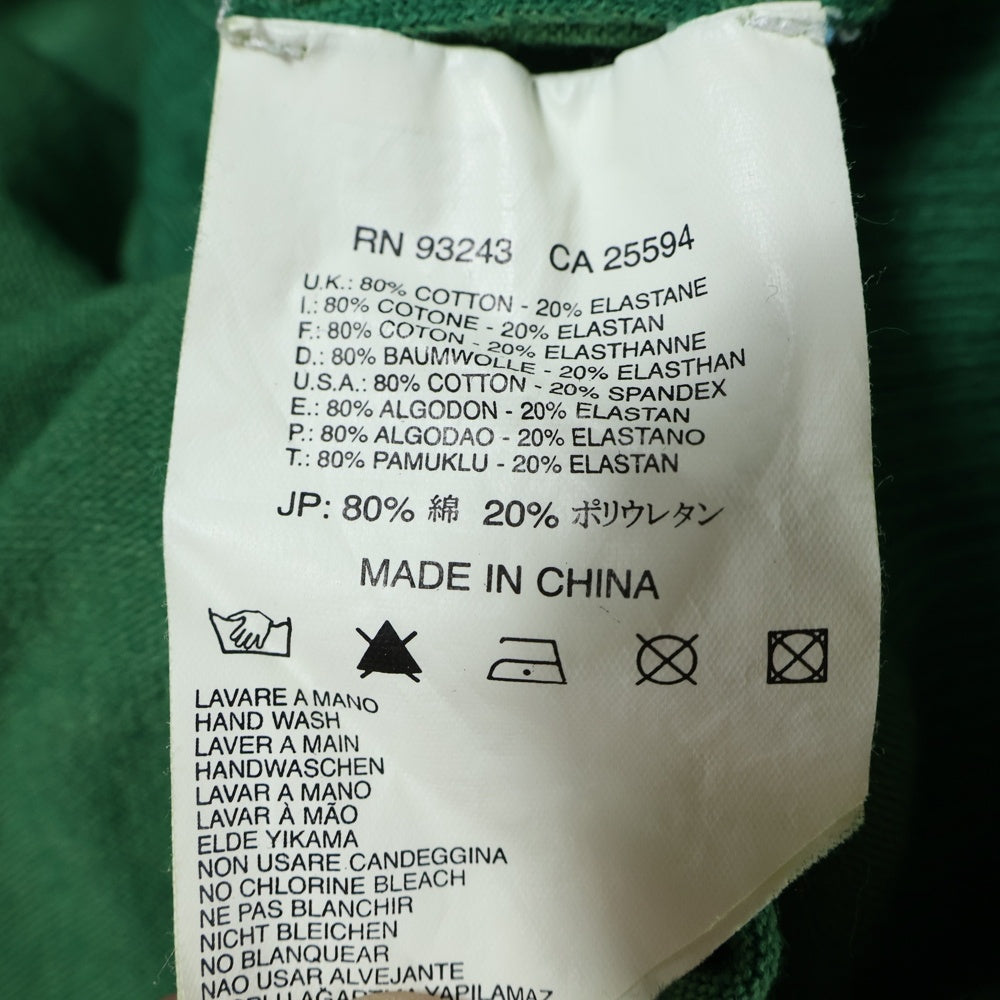 RN 93243 CA 25594
U.K.: 80% COTTON - 20% ELASTANE
I.: 80% COTONE - 20% ELASTAN
F.: 80% COTON - 20% ELASTHANNE
D.: 80% BAUMWOLLE - 20% ELASTHAN
U.S.A.: 80% COTTON - 20% SPANDEX
E.: 80% ALGODON - 20% ELASTAN
P.: 80% ALGODAO - 20% ELASTANO
T.: 80% PAMUKLU - 20% ELASTAN
JP: 80% 綿 20% ポリウレタン
MADE IN CHINA
LAVARE A MANO
HAND WASH
LAVER A MAIN
HANDWASCHEN
LAVAR A MANO
LAVAR À MÃO
ELDE YIKAMA
NON USARE CANDEGGINA
NO CHLORINE BLEACH
NE PAS BLANCHIR
NICHT BLEICHEN
NO BLANQUEAR
NAO USAR ALVEJANTE
YAPILAMAZ